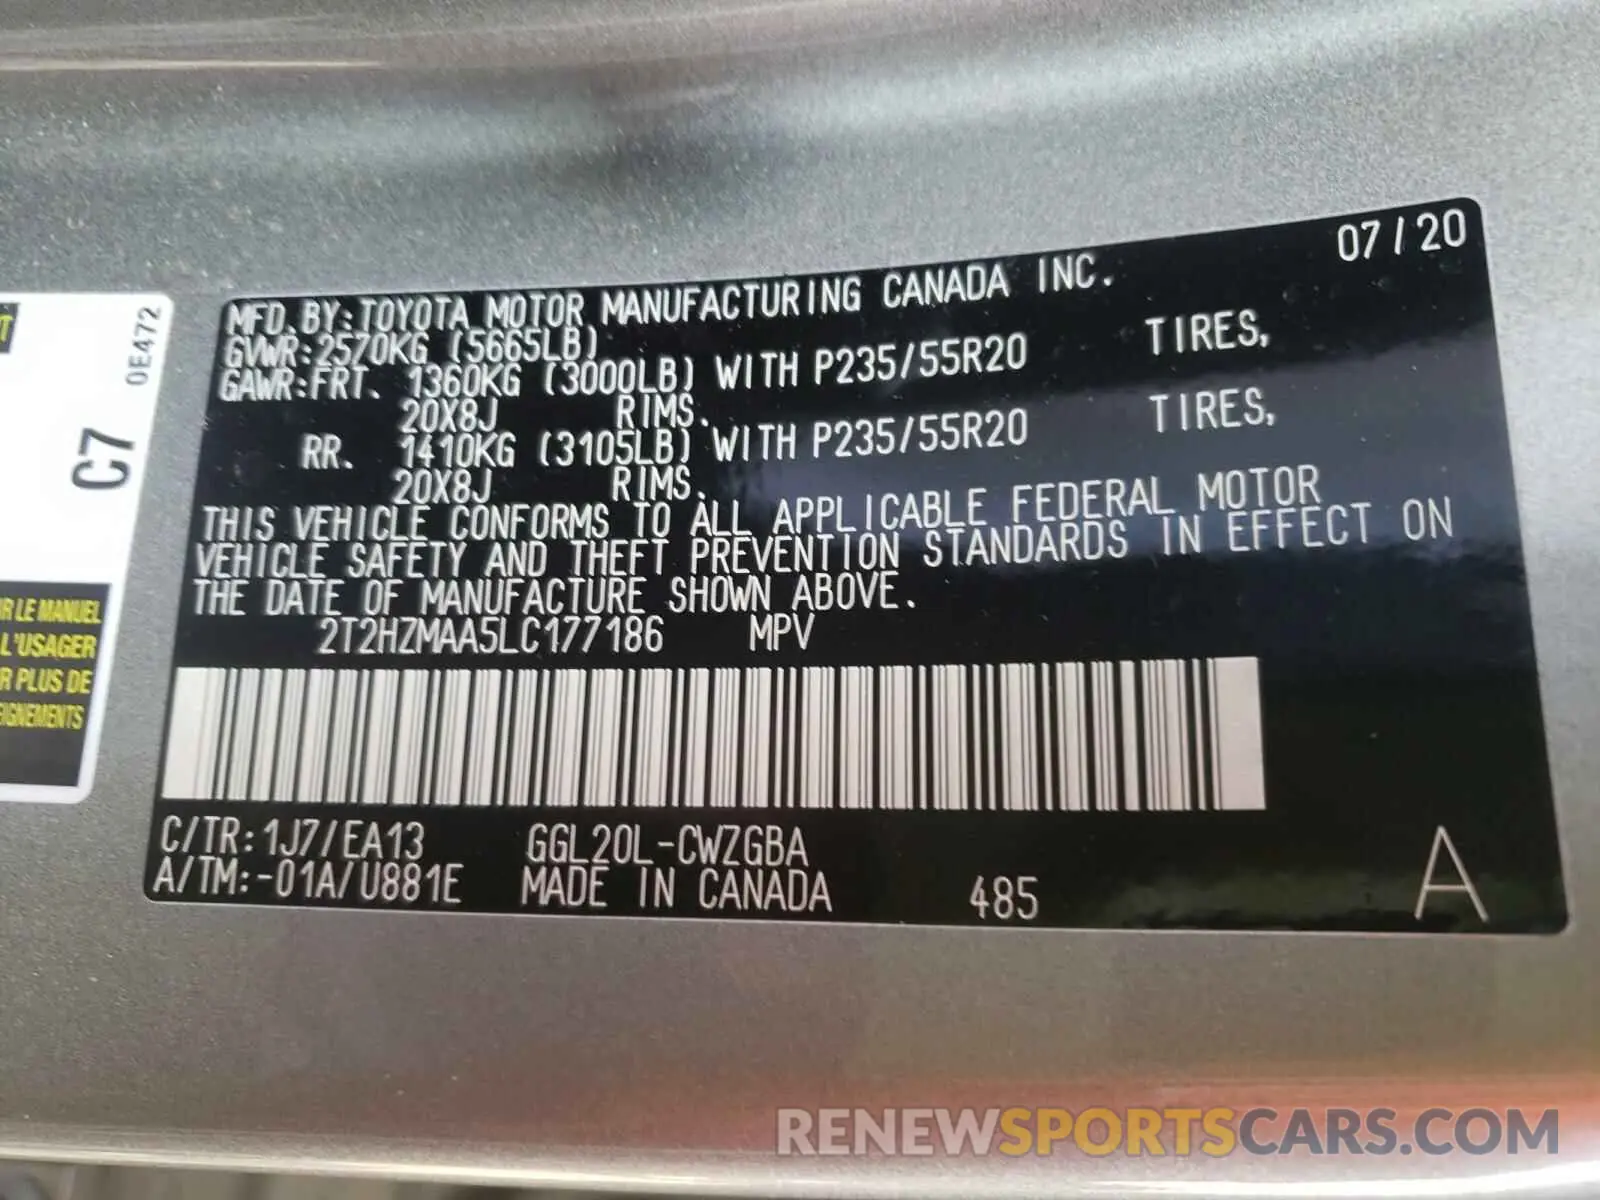 07/20
MFD.BY:TOYOTA MOTOR MANUFACTURING CANADA INC.
GVWR:2570KG (5665LB)
GAWR:FRT. 1360KG (3000LB) WITH P235/55R20 TIRES,
20X8J RIMS.
RR. 1410KG (3105LB) WITH P235/55R20 TIRES,
20X8J RIMS.
THIS VEHICLE CONFORMS TO ALL APPLICABLE FEDERAL MOTOR
VEHICLE SAFETY AND THEFT PREVENTION STANDARDS IN EFFECT ON
THE DATE OF MANUFACTURE SHOWN ABOVE.
2T2HZMAA5LC177186 MPV
C/TR:1J7/EA13 GGL20L-CWZGBA
A/TM:-01A/U881E MADE IN CANADA 485 A
0E472
C7
R LE MANUEL
L'USAGER
R PLUS DE
EIGNEMENTS
RENEWSPORTSCARS.COM